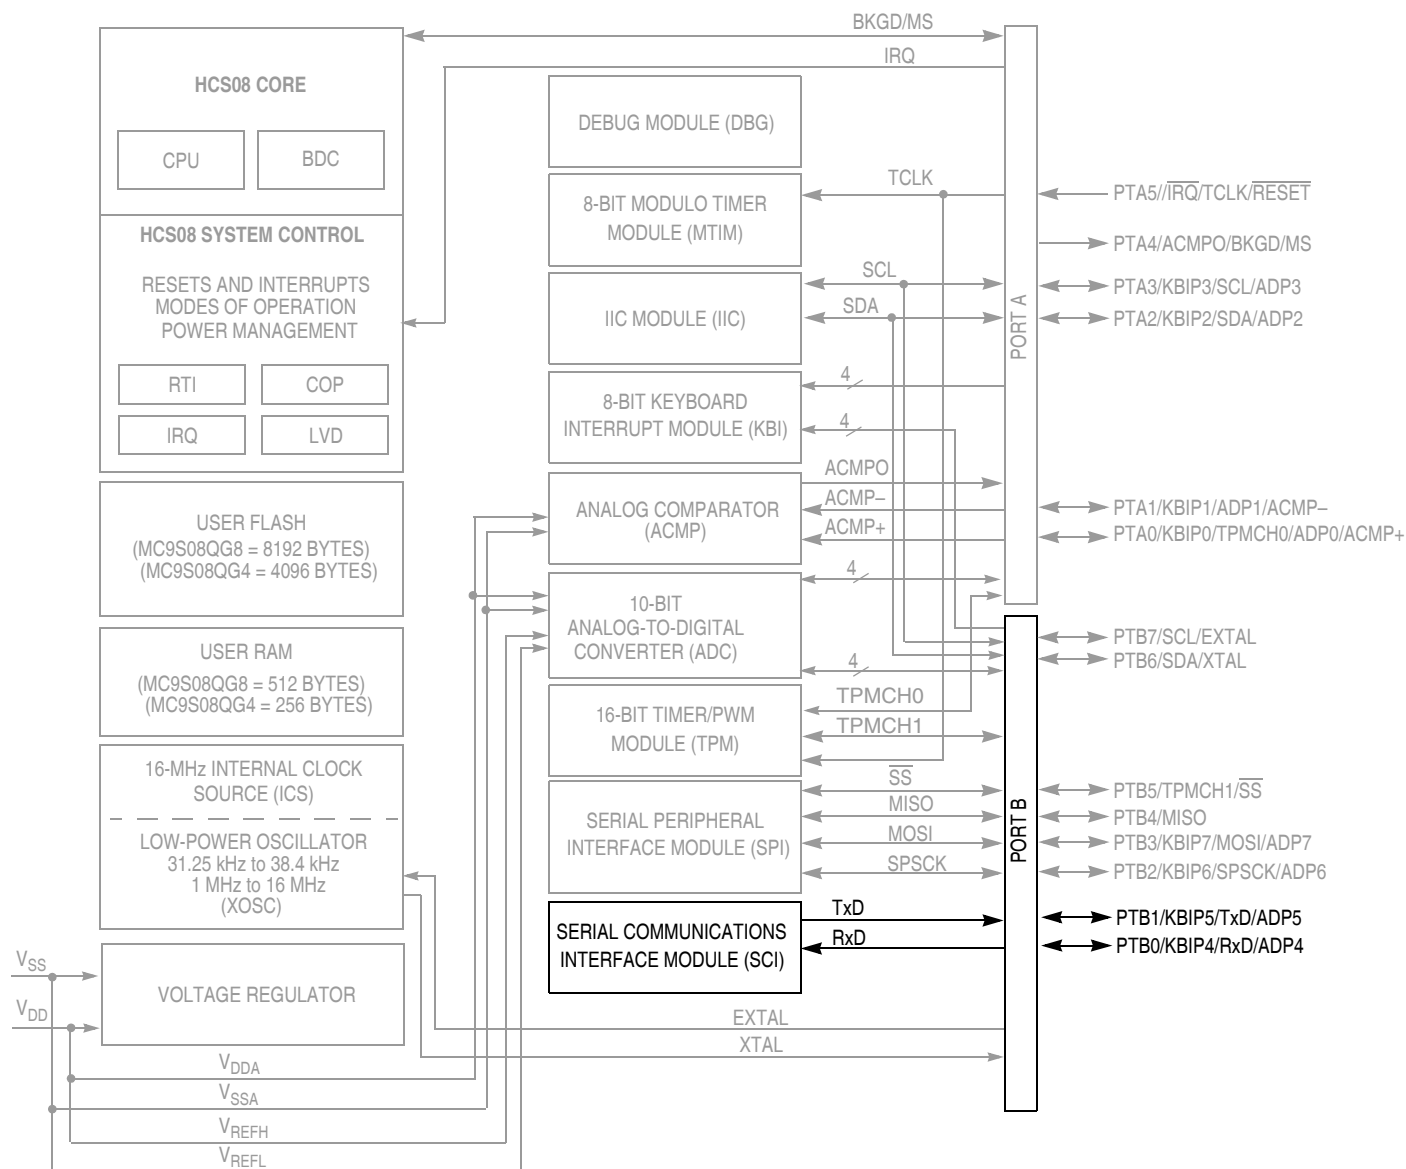 BKGD/MS
IRQ
HCS08 CORE
CPU
BDC
HCS08 SYSTEM CONTROL
RESETS AND INTERRUPTS
MODES OF OPERATION
POWER MANAGEMENT
RTI
COP
IRQ
LVD
USER FLASH
(MC9S08QG8 = 8192 BYTES)
(MC9S08QG4 = 4096 BYTES)
USER RAM
(MC9S08QG8 = 512 BYTES)
(MC9S08QG4 = 256 BYTES)
16-MHz INTERNAL CLOCK
SOURCE (ICS)
LOW-POWER OSCILLATOR
31.25 kHz to 38.4 kHz
1 MHz to 16 MHz
(XOSC)
VSS
VDD
VOLTAGE REGULATOR
VDDA
VSSA
VREFH
VREFL
DEBUG MODULE (DBG)
8-BIT MODULO TIMER
MODULE (MTIM)
TCLK
IIC MODULE (IIC)
SCL
SDA
8-BIT KEYBOARD
INTERRUPT MODULE (KBI)
4
4
ANALOG COMPARATOR
(ACMP)
ACMPO
ACMP–
ACMP+
10-BIT
ANALOG-TO-DIGITAL
CONVERTER (ADC)
4
4
16-BIT TIMER/PWM
MODULE (TPM)
TPMCH0
TPMCH1
SERIAL PERIPHERAL
INTERFACE MODULE (SPI)
SS
MISO
MOSI
SPSCK
SERIAL COMMUNICATIONS
INTERFACE MODULE (SCI)
TxD
RxD
EXTAL
XTAL
PORT A
PORT B
PTA5//IRQ/TCLK/RESET
PTA4/ACMPO/BKGD/MS
PTA3/KBIP3/SCL/ADP3
PTA2/KBIP2/SDA/ADP2
PTA1/KBIP1/ADP1/ACMP–
PTA0/KBIP0/TPMCH0/ADP0/ACMP+
PTB7/SCL/EXTAL
PTB6/SDA/XTAL
PTB5/TPMCH1/SS
PTB4/MISO
PTB3/KBIP7/MOSI/ADP7
PTB2/KBIP6/SPSCK/ADP6
PTB1/KBIP5/TxD/ADP5
PTB0/KBIP4/RxD/ADP4